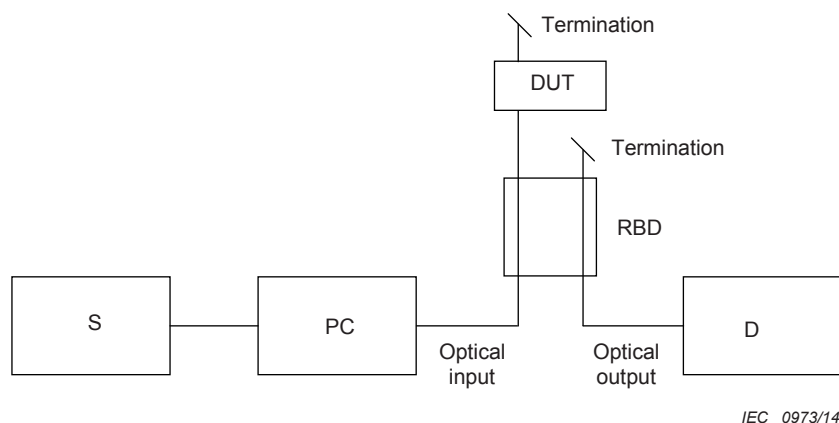 Termination
DUT
Termination
RBD
S
PC
D
Optical
input
Optical
output
IEC 0973/14